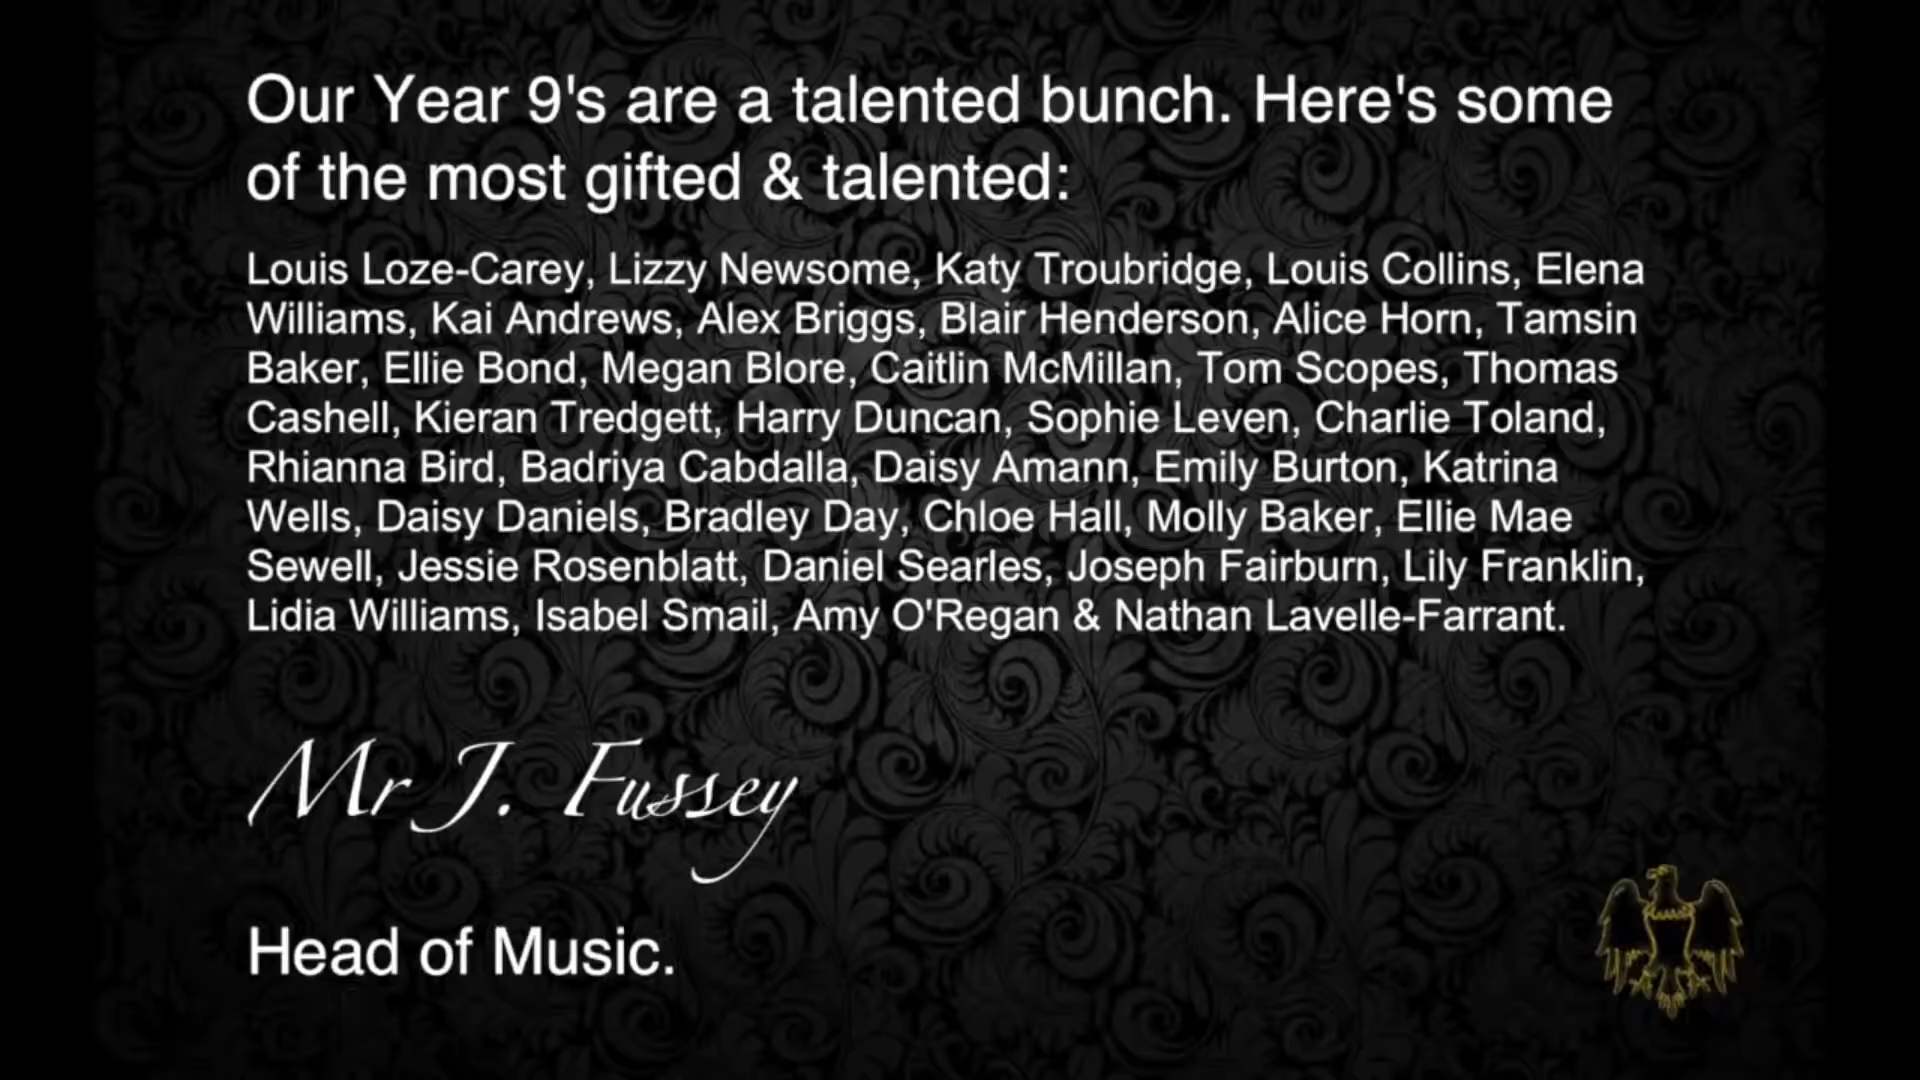 Our Year 9's are a talented bunch. Here's some
of the most gifted & talented:
Louis Loze-Carey, Lizzy Newsome, Katy Troubridge, Louis Collins, Elena
Williams, Kai Andrews, Alex Briggs, Blair Henderson, Alice Horn, Tamsin
Baker, Ellie Bond, Megan Blore, Caitlin McMillan, Tom Scopes, Thomas
Cashell, Kieran Tredgett, Harry Duncan, Sophie Leven, Charlie Toland,
Rhianna Bird, Badriya Cabdalla, Daisy Amann, Emily Burton, Katrina
Wells, Daisy Daniels, Bradley Day, Chloe Hall, Molly Baker, Ellie Mae
Sewell, Jessie Rosenblatt, Daniel Searles, Joseph Fairburn, Lily Franklin,
Lidia Williams, Isabel Smail, Amy O'Regan & Nathan Lavelle-Farrant.
Mr J. Fussey
Head of Music.